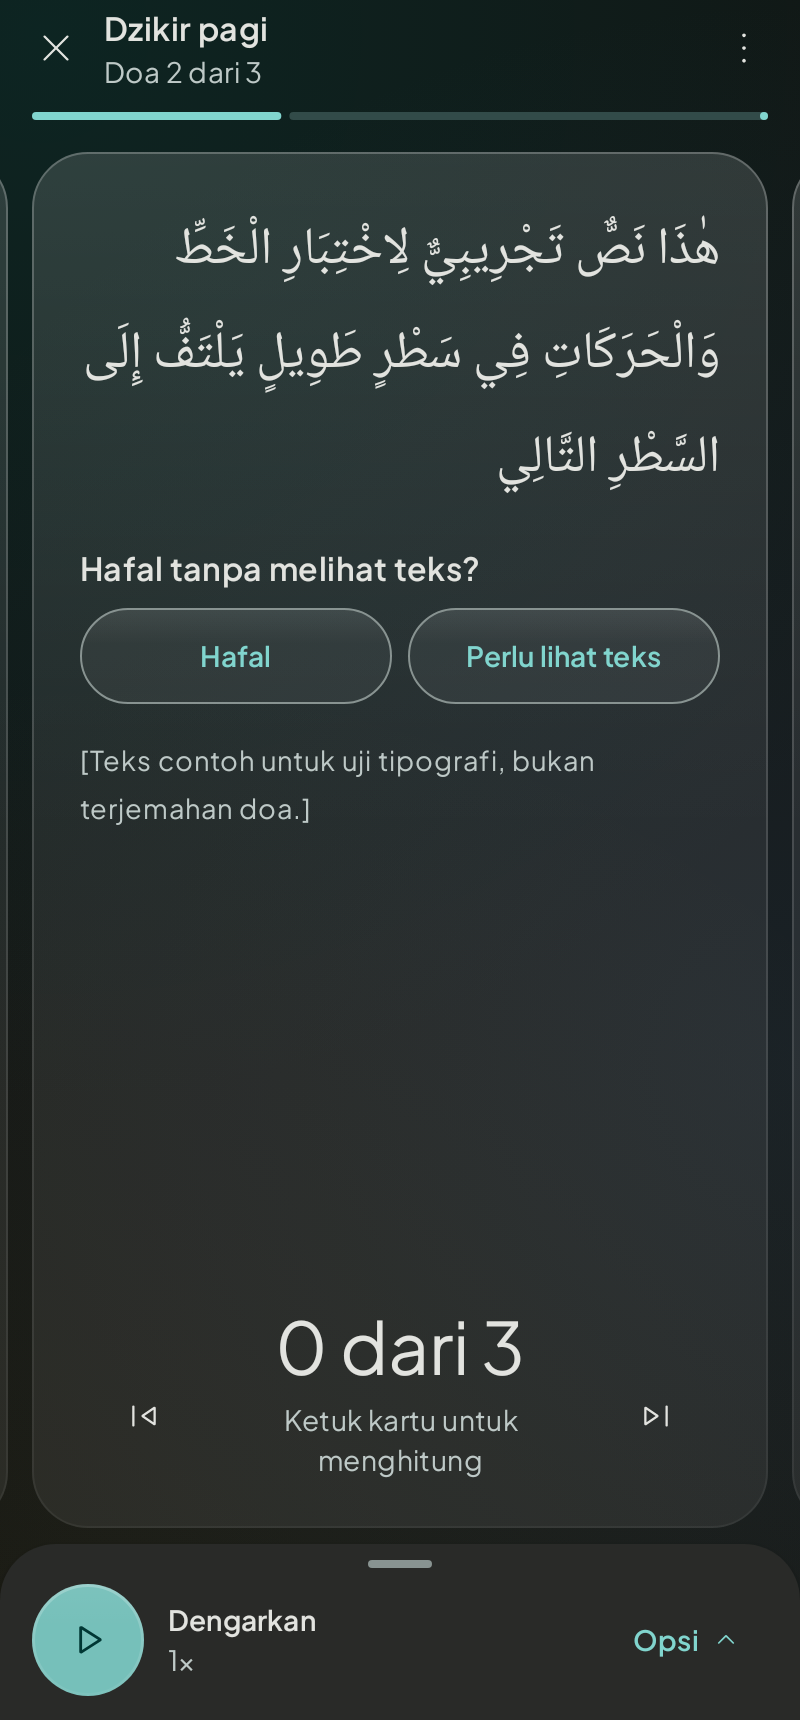 Dzikir pagi
Doa 2 dari 3
هٰذَا نَصٌّ تَجْرِيبِيٌّ لِاخْتِبَارِ الْخَطِّ
وَالْحَرَكَاتِ فِي سَطْرٍ طَوِيلٍ يَلْتَفُّ إِلَى
السَّطْرِ التَّالِي
Hafal tanpa melihat teks?
Hafal
Perlu lihat teks
[Teks contoh untuk uji tipografi, bukan
terjemahan doa.]
0 dari 3
Ketuk kartu untuk
menghitung
Dengarkan
1×
Opsi